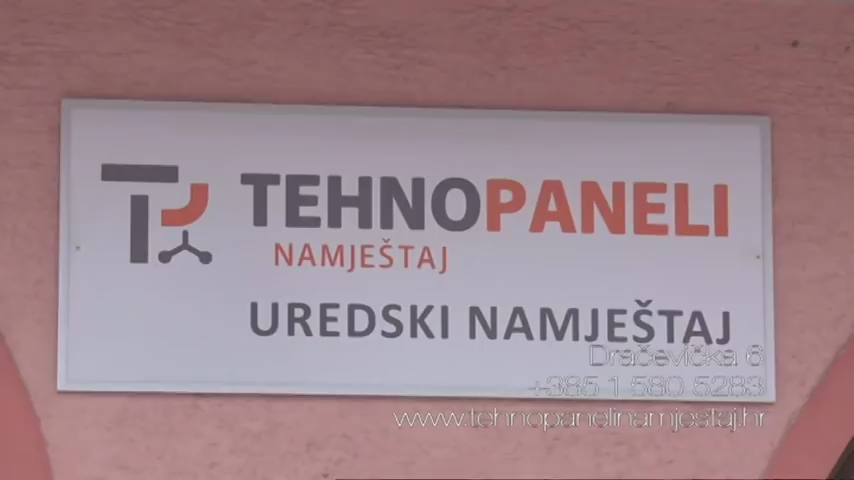 TEHNOPANELI
NAMJEŠTAJ
UREDSKI NAMJEŠTAJ
Dračevička 6
+385 1 580 5283
www.tehnopanelinamjestaj.hr